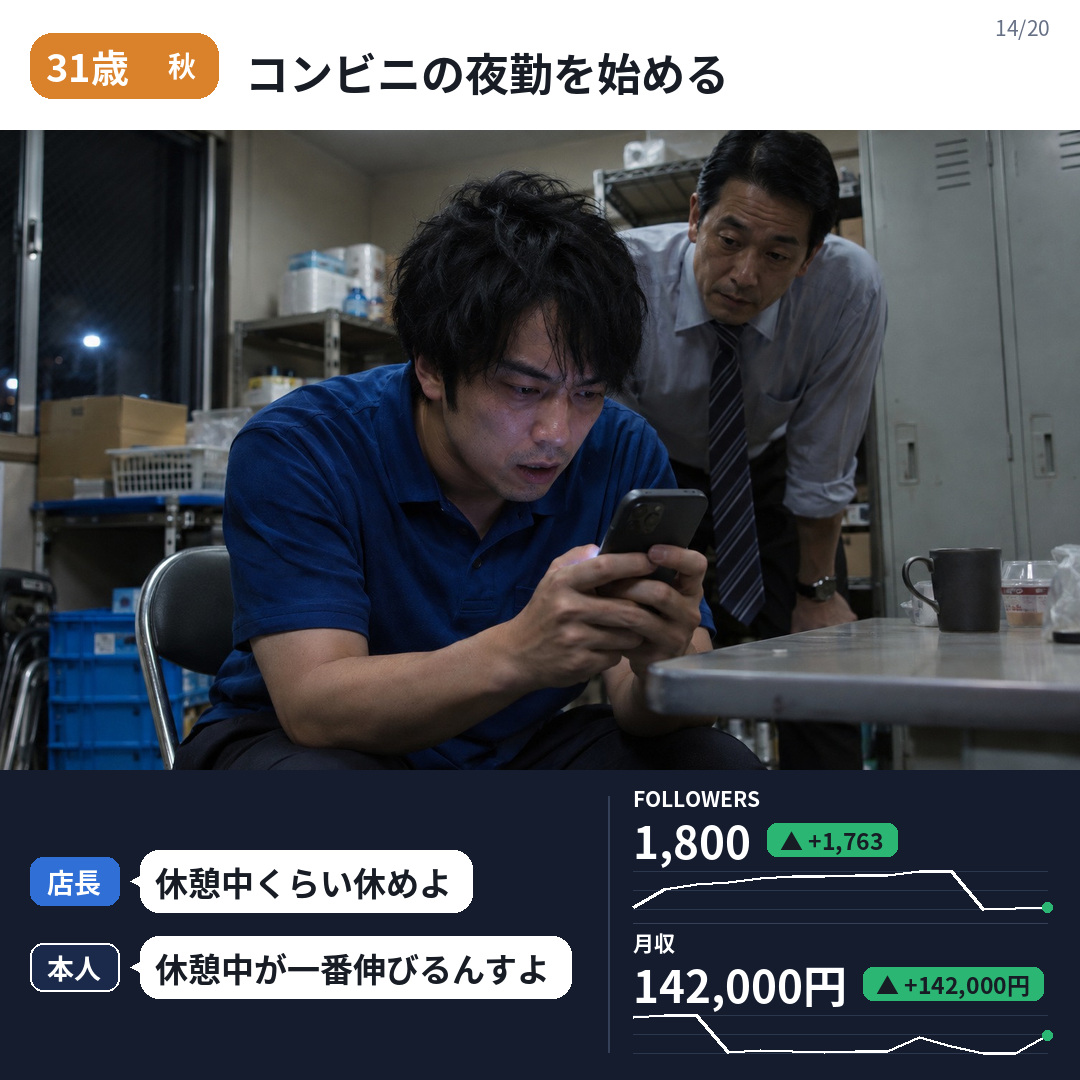 14/20
31歳 秋
コンビニの夜勤を始める
店長
休憩中くらい休めよ
本人
休憩中が一番伸びるんすよ
FOLLOWERS
1,800 ▲ +1,763
月収
142,000円 ▲ +142,000円